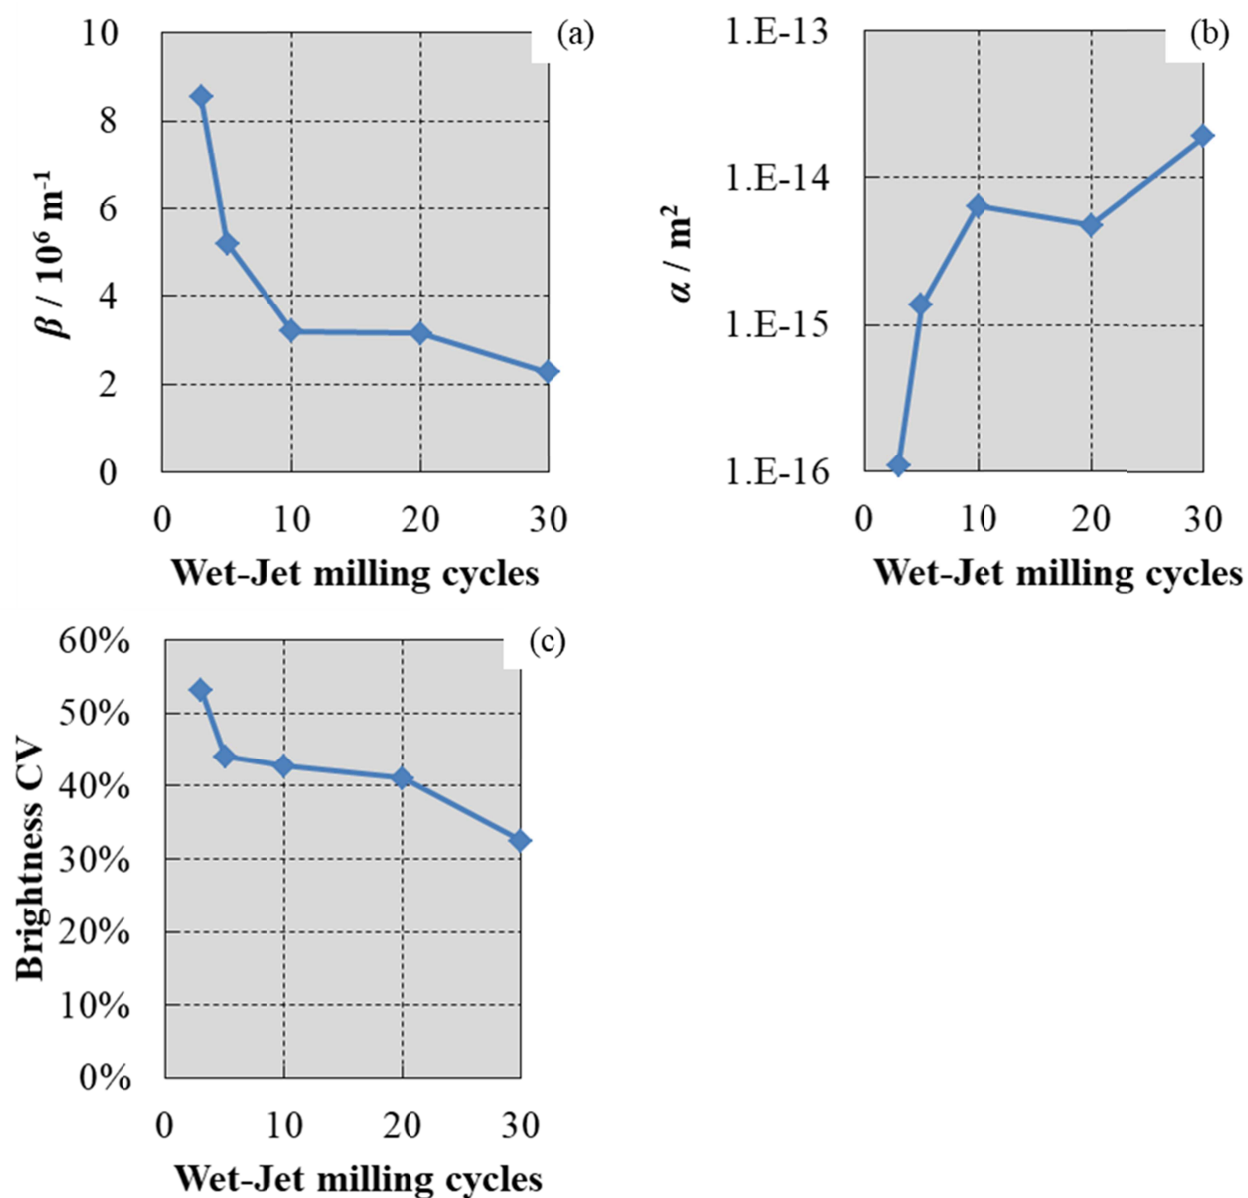 (a)
10
8
6
4
2
0
β / 10⁶ m⁻¹
0 10 20 30
Wet-Jet milling cycles
(b)
1.E-13
1.E-14
1.E-15
1.E-16
α / m²
0 10 20 30
Wet-Jet milling cycles
(c)
60%
50%
40%
30%
20%
10%
0%
Brightness CV
0 10 20 30
Wet-Jet milling cycles